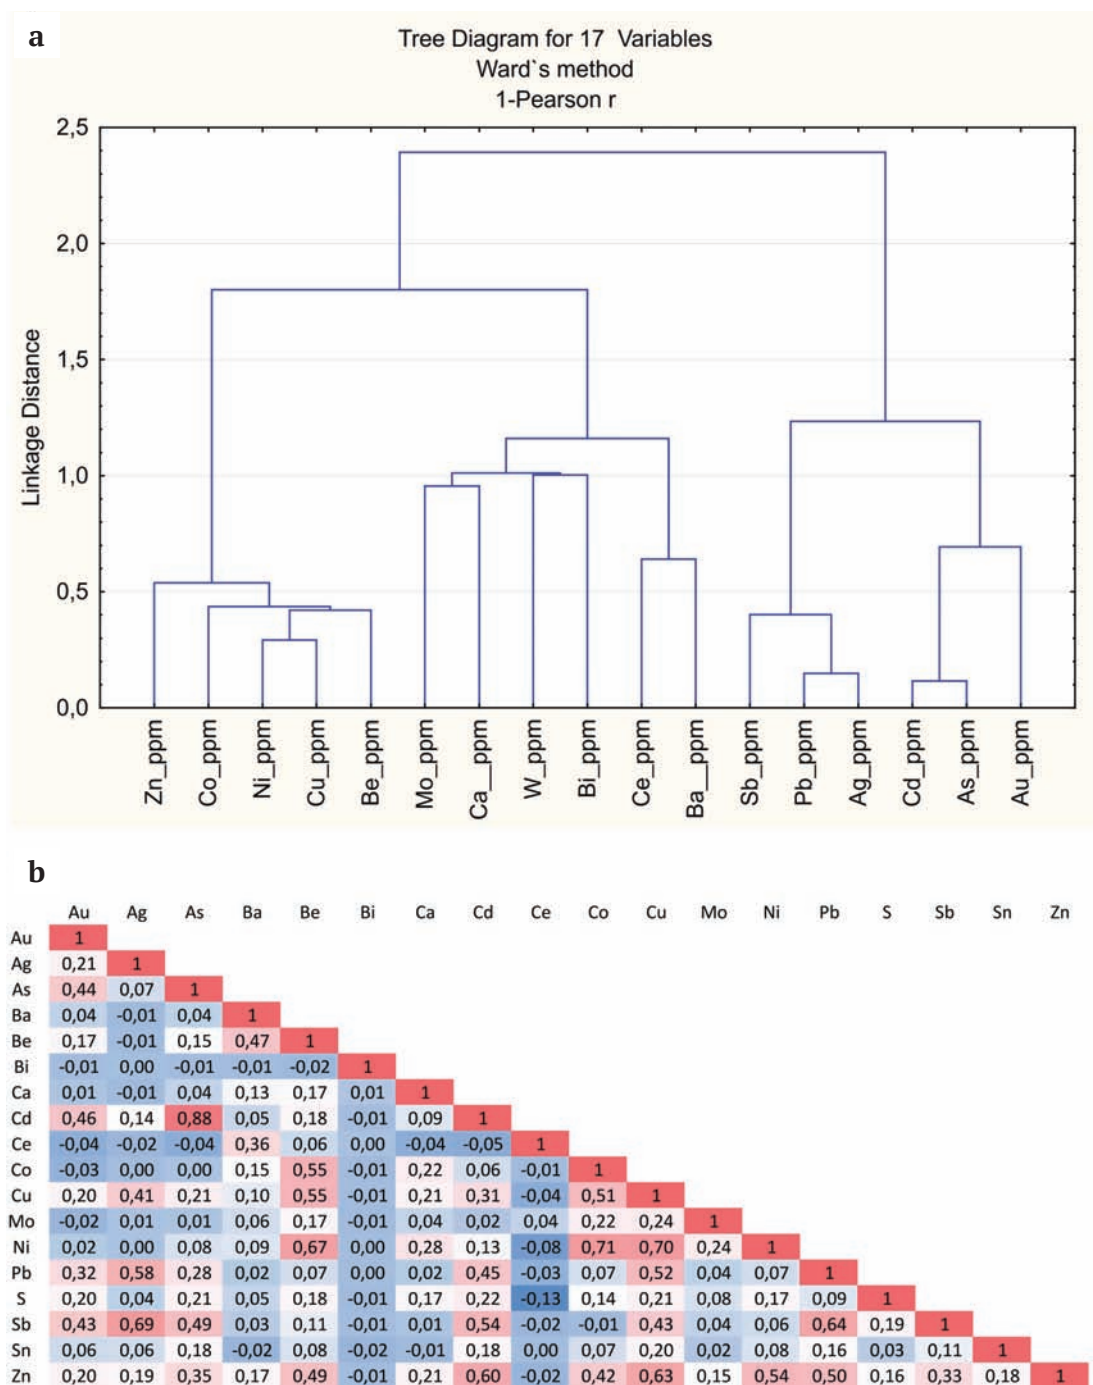 a
Tree Diagram for 17 Variables
Ward`s method
1-Pearson r
2,5
2,0
1,5
1,0
0,5
0,0
Linkage Distance
Zn_ppm
Co_ppm
Ni_ppm
Cu_ppm
Be_ppm
Mo_ppm
Ca__ppm
W_ppm
Bi_ppm
Ce_ppm
Ba__ppm
Sb_ppm
Pb_ppm
Ag_ppm
Cd_ppm
As_ppm
Au_ppm
b
Au Ag As Ba Be Bi Ca Cd Ce Co Cu Mo Ni Pb S Sb Sn Zn
Au 1
Ag 0,21 1
As 0,44 0,07 1
Ba 0,04 -0,01 0,04 1
Be 0,17 -0,01 0,15 0,47 1
Bi -0,01 0,00 -0,01 -0,01 -0,02 1
Ca 0,01 -0,01 0,04 0,13 0,17 0,01 1
Cd 0,46 0,14 0,88 0,05 0,18 -0,01 0,09 1
Ce -0,04 -0,02 -0,04 0,36 0,06 0,00 -0,04 -0,05 1
Co -0,03 0,00 0,00 0,15 0,55 -0,01 0,22 0,06 -0,01 1
Cu 0,20 0,41 0,21 0,10 0,55 -0,01 0,21 0,31 -0,04 0,51 1
Mo -0,02 0,01 0,01 0,06 0,17 -0,01 0,04 0,02 0,04 0,22 0,24 1
Ni 0,02 0,00 0,08 0,09 0,67 0,00 0,28 0,13 -0,08 0,71 0,70 0,24 1
Pb 0,32 0,58 0,28 0,02 0,07 0,00 0,02 0,45 -0,03 0,07 0,52 0,04 0,07 1
S 0,20 0,04 0,21 0,05 0,18 -0,01 0,17 0,22 -0,13 0,14 0,21 0,08 0,17 0,09 1
Sb 0,43 0,69 0,49 0,03 0,11 -0,01 0,01 0,54 -0,02 -0,01 0,43 0,04 0,06 0,64 0,19 1
Sn 0,06 0,06 0,18 -0,02 0,08 -0,02 -0,01 0,18 0,00 0,07 0,20 0,02 0,08 0,16 0,03 0,11 1
Zn 0,20 0,19 0,35 0,17 0,49 -0,01 0,21 0,60 -0,02 0,42 0,63 0,15 0,54 0,50 0,16 0,33 0,18 1